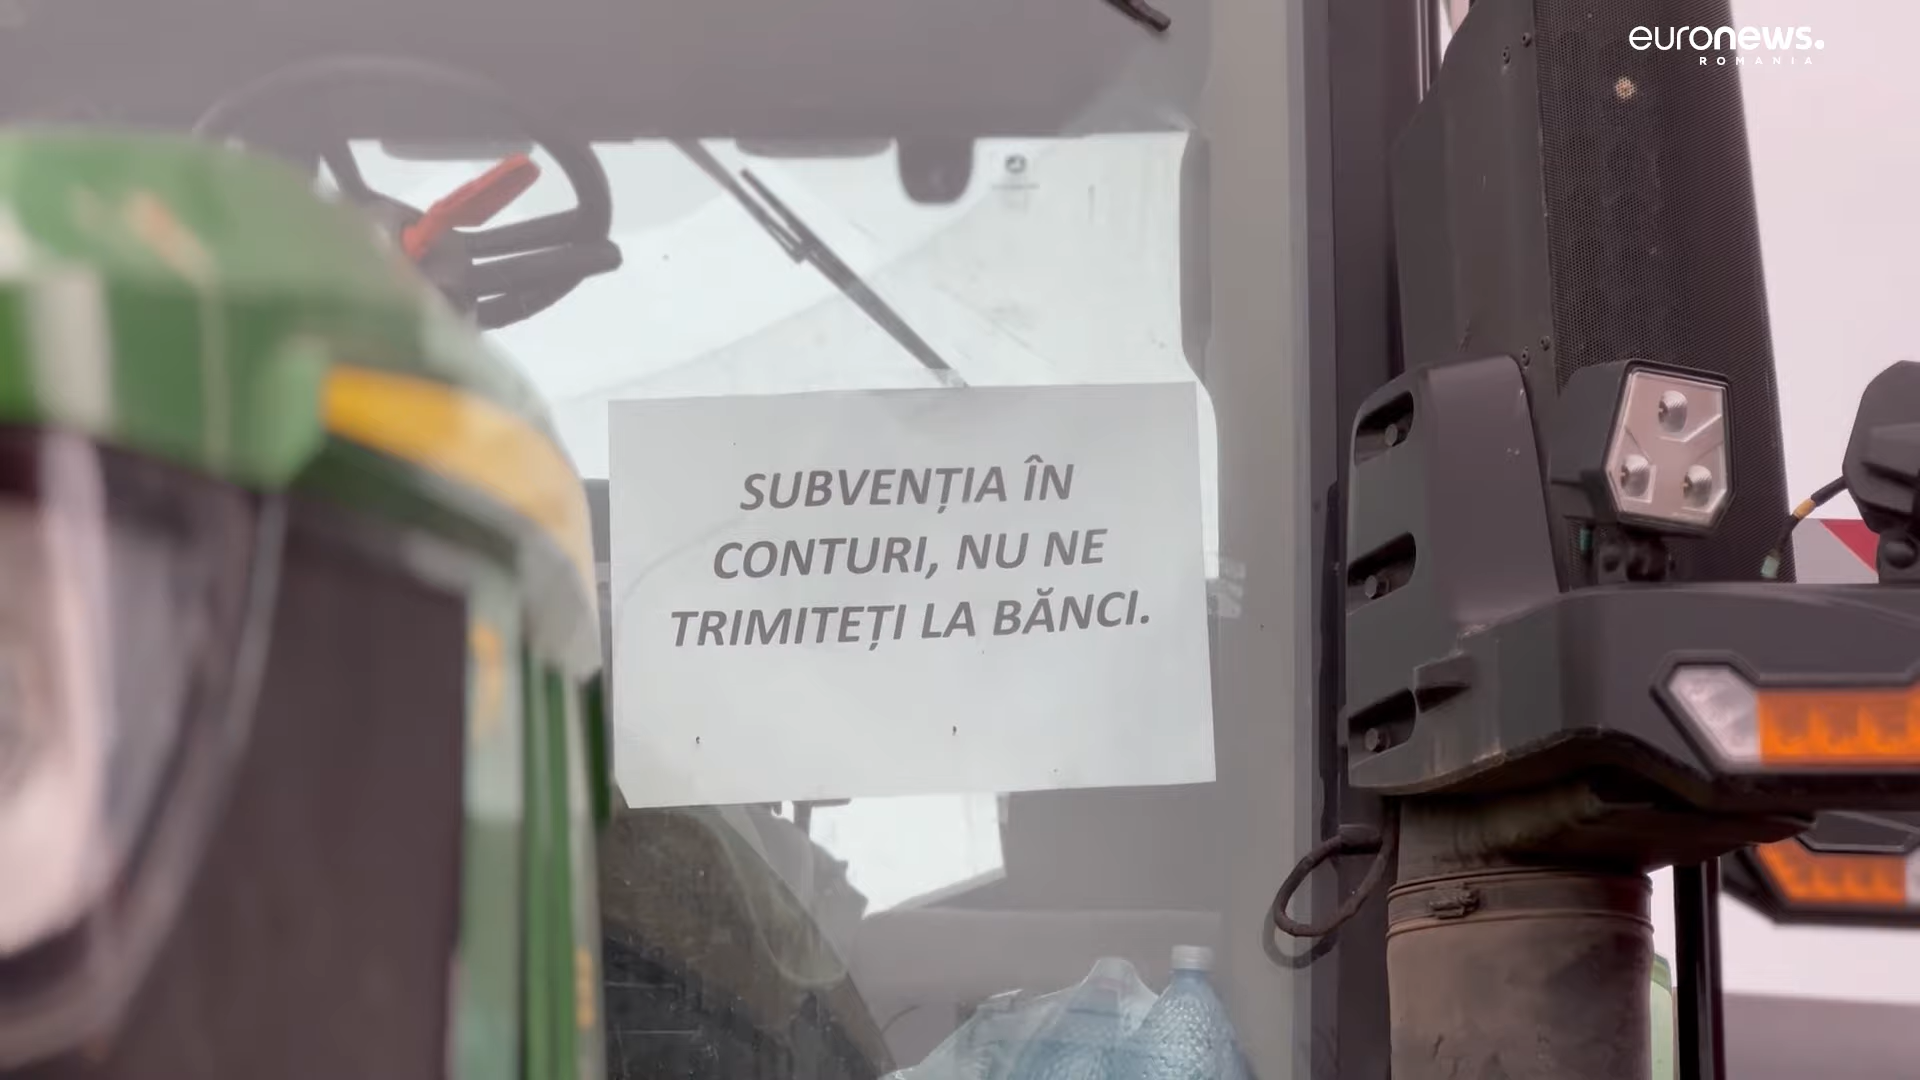 euronews.
ROMANIA
SUBVENȚIA ÎN
CONTURI, NU NE
TRIMITEȚI LA BĂNCI.